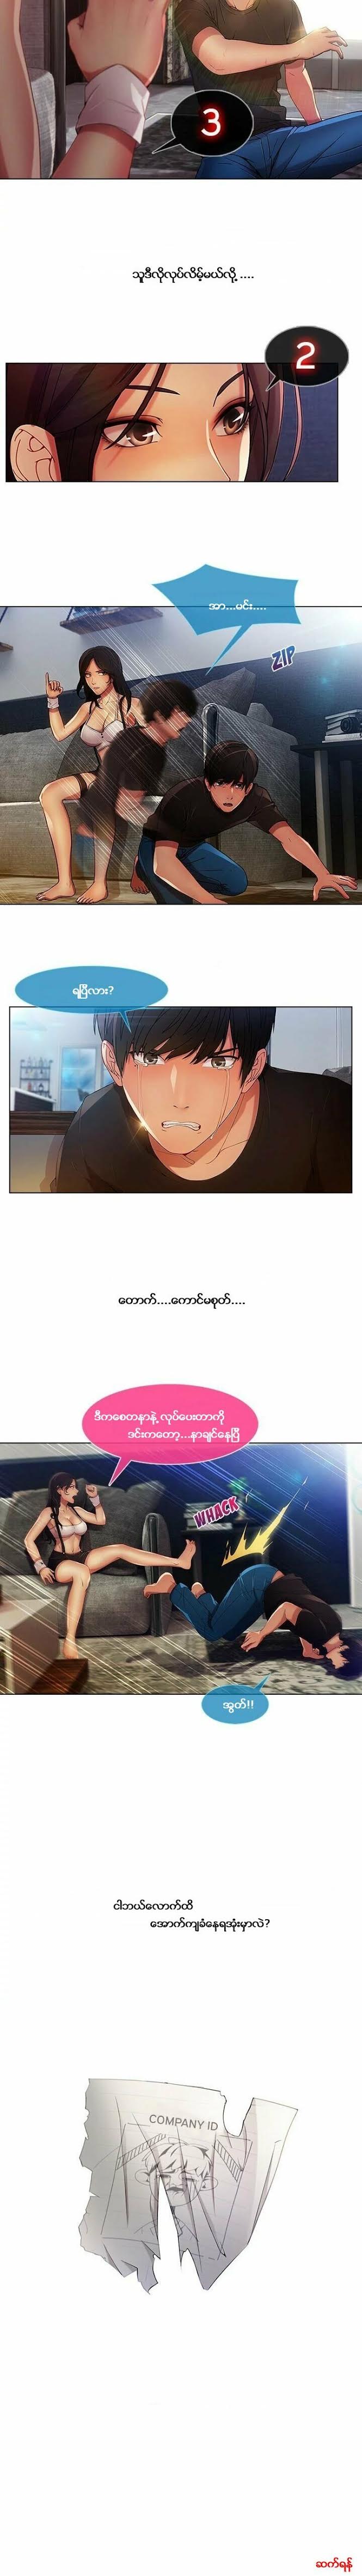 3
သူဒီလိုလုပ်လိမ့်မယ်လို့ ....
2
အာ...မင်း....
ZIP
ရပြီလား?
တောက်....ကောင်မစုတ်....
ဒီကစေတနာနဲ့ လုပ်ပေးတာကို
ဒင်းကတော့...နာချင်နေပြီ
WHACK
အွတ်!!
ငါဘယ်လောက်ထိ
အောက်ကျခံနေရအုံးမှာလဲ?
COMPANY ID
ဆက်ရန်